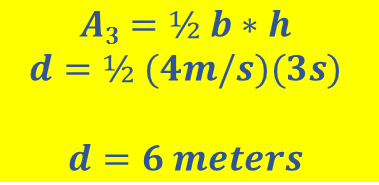 A₃ = ½ b * h
d = ½ (4m/s)(3s)
d = 6 meters